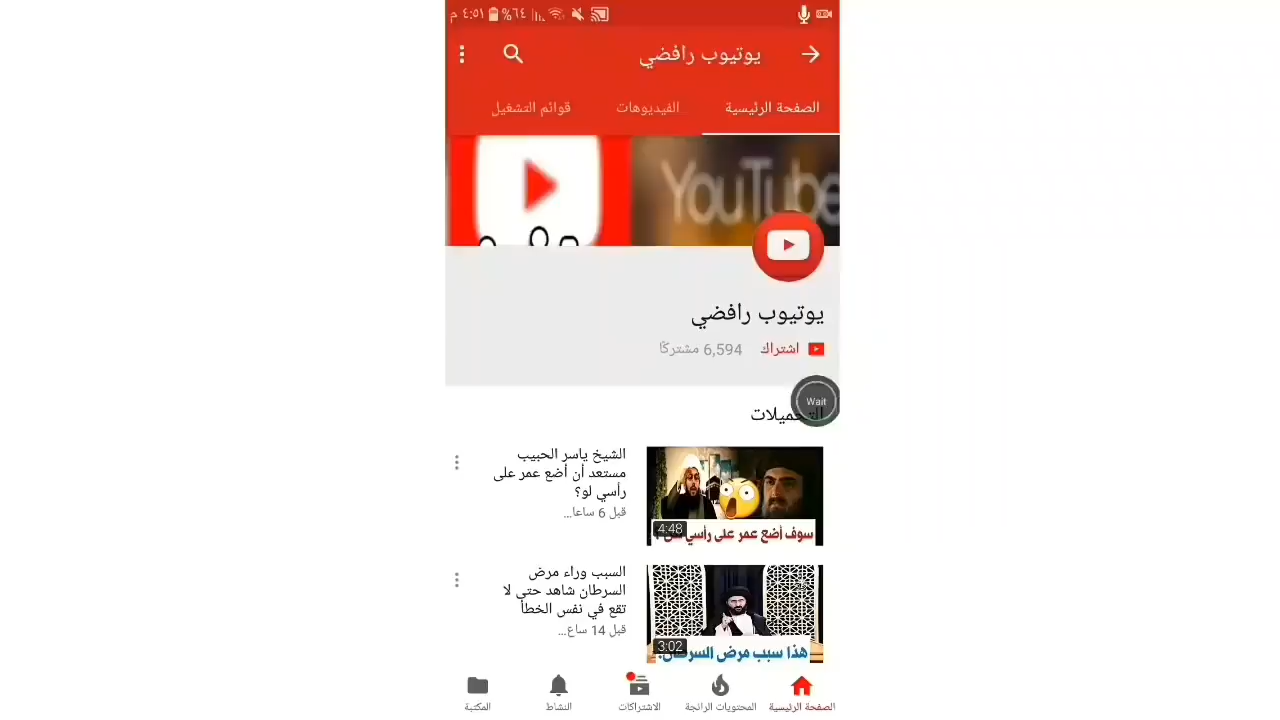 م ٤:٥١ %٦٤
يوتيوب رافضي
الصفحة الرئيسية الفيديوهات قوائم التشغيل
YouTube
يوتيوب رافضي
اشتراك 6,594 مشتركًا
Wait
التحميلات
الشيخ ياسر الحبيب
مستعد أن أضع عمر على
رأسي لو؟
قبل 6 ساعا...
4:48
سوف أضع عمر على رأسي
السبب وراء مرض
السرطان شاهد حتى لا
تقع في نفس الخطأ
قبل 14 ساع...
3:02
هذا سبب مرض السرطان.
الصفحة الرئيسية المحتويات الرائجة الاشتراكات النشاط المكتبة